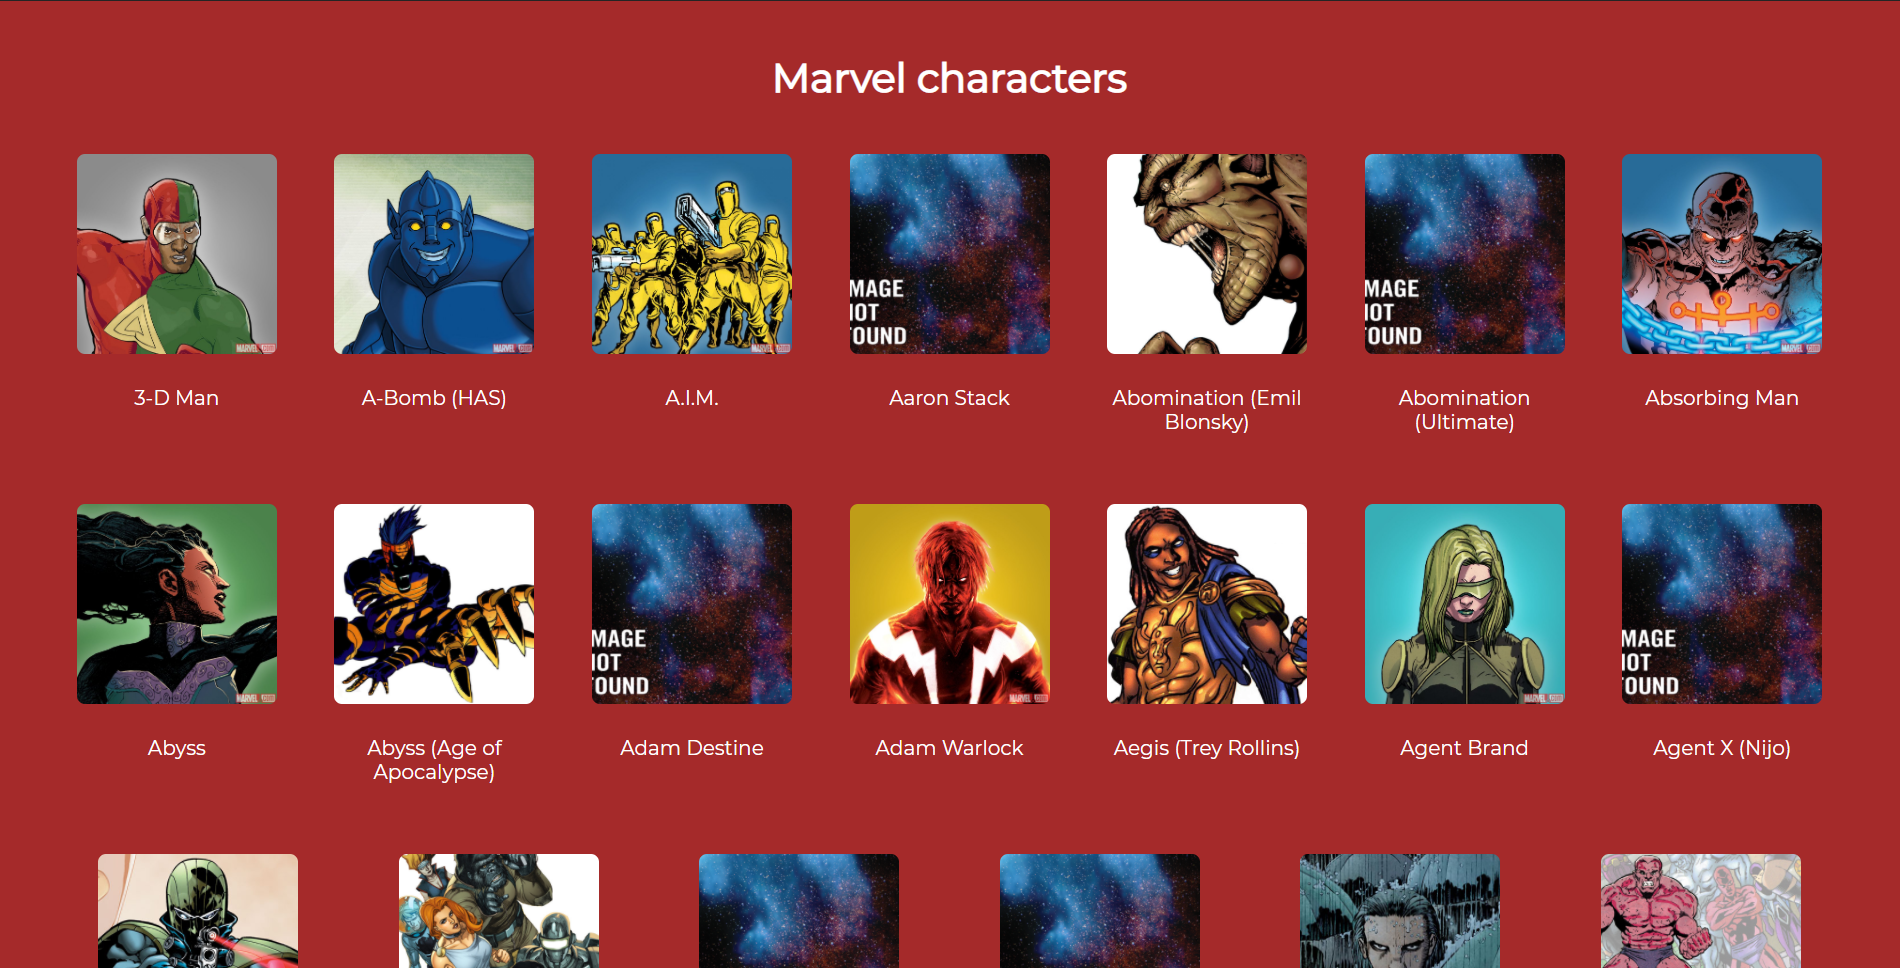 Marvel characters
MAGE
IOT
OUND
MAGE
IOT
OUND
MARVEL
MARVEL
MARVEL
MARVEL
3-D Man
A-Bomb (HAS)
A.I.M.
Aaron Stack
Abomination (Emil
Blonsky)
Abomination
(Ultimate)
Absorbing Man
MAGE
IOT
OUND
MAGE
IOT
OUND
MARVEL
MARVEL
MARVEL
Abyss
Abyss (Age of
Apocalypse)
Adam Destine
Adam Warlock
Aegis (Trey Rollins)
Agent Brand
Agent X (Nijo)